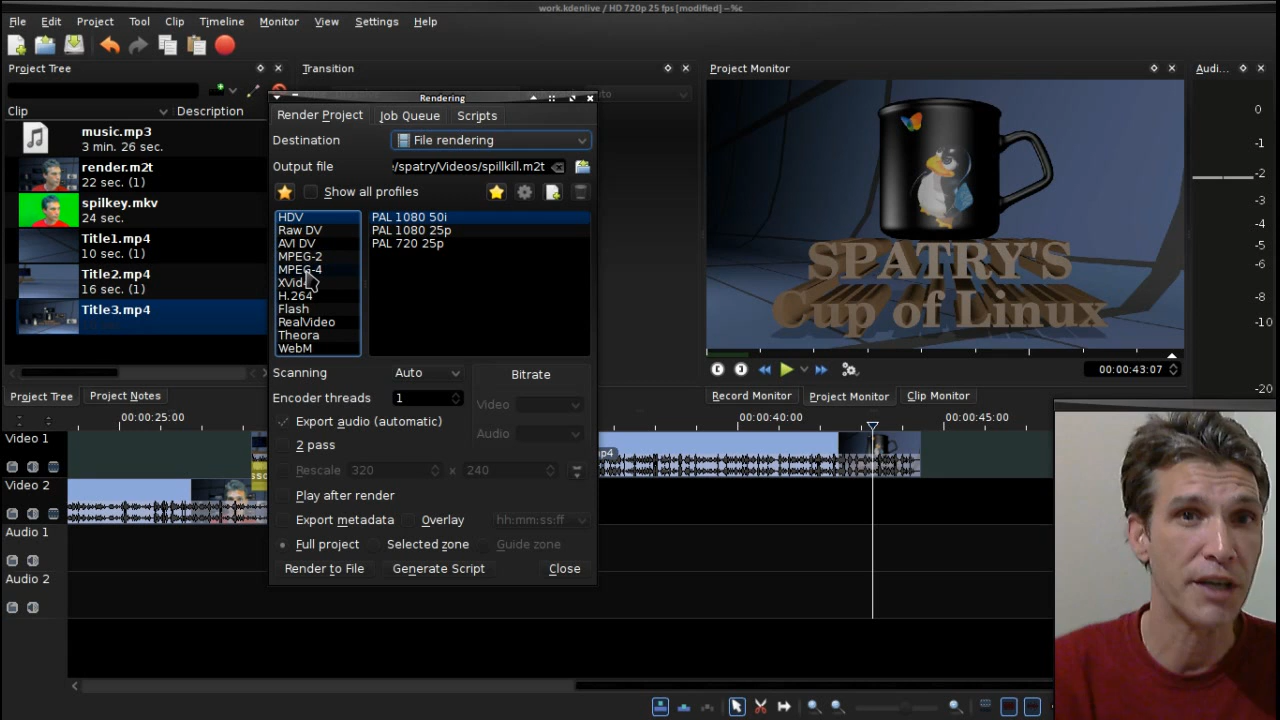 work.kdenlive / HD 720p 25 fps [modified] – %c
File Edit Project Tool Clip Timeline Monitor View Settings Help
Project Tree
Transition
Project Monitor
Audi...
Clip
Description
music.mp3
3 min. 26 sec.
render.m2t
22 sec. (1)
spilkey.mkv
24 sec.
Title1.mp4
10 sec. (1)
Title2.mp4
16 sec. (1)
Title3.mp4
Rendering
Render Project
Job Queue
Scripts
Destination
File rendering
Output file
:/spatry/Videos/spillkill.m2t
Show all profiles
HDV
Raw DV
AVI DV
MPEG-2
MPEG-4
XVid4
H.264
Flash
RealVideo
Theora
WebM
PAL 1080 50i
PAL 1080 25p
PAL 720 25p
Scanning
Auto
Encoder threads
1
Export audio (automatic)
2 pass
Rescale 320 x 240
Play after render
Export metadata
Overlay
hh:mm:ss:ff
Full project
Selected zone
Guide zone
Bitrate
Video
Audio
Render to File
Generate Script
Close
SPATRY'S
Cup of Linux
00:00:43:07
0
-1
-2
-3
-4
-5
-6
-8
-10
-20
Project Tree
Project Notes
Record Monitor
Project Monitor
Clip Monitor
00:00:25:00
00:00:40:00
00:00:45:00
Video 1
p4
Video 2
Audio 1
Audio 2